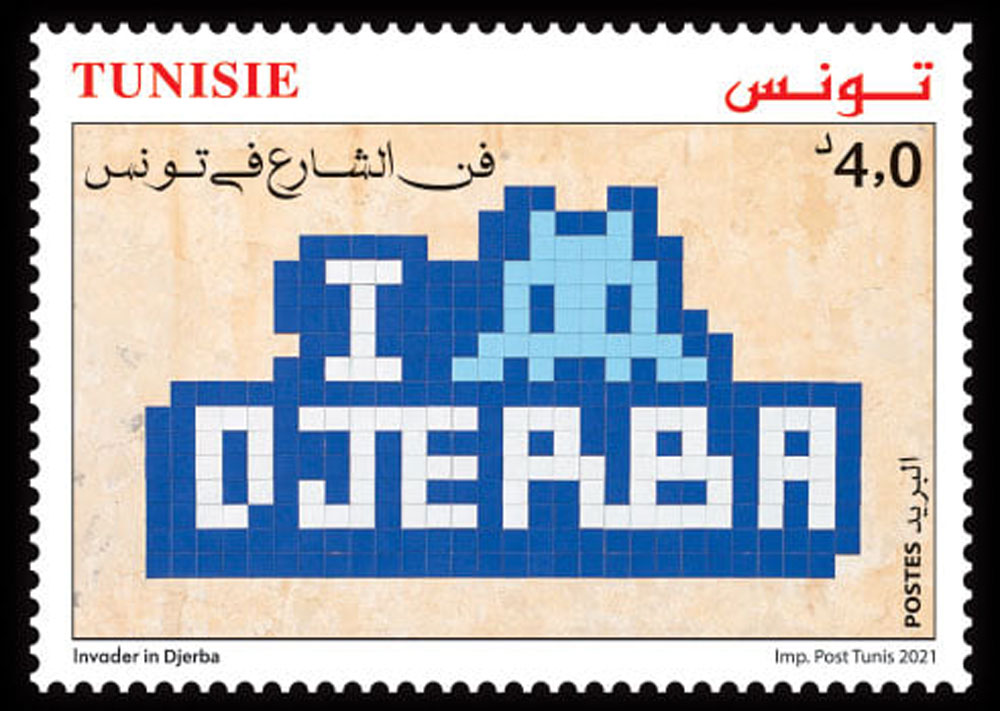 TUNISIE
تونس
فن الشارع في تونس
4,0 د
I
DJERBA
POSTES البريد
Invader in Djerba
Imp. Post Tunis 2021